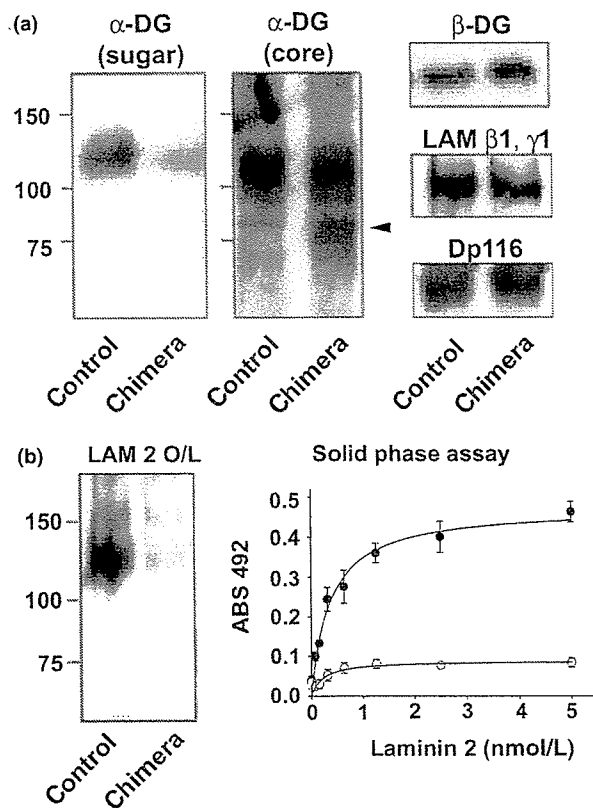 (a)
α-DG
(sugar)
α-DG
(core)
β-DG
150
100
75
LAM β1, γ1
Dp116
Control
Chimera
Control
Chimera
Control
Chimera
(b)
LAM 2 O/L
150
100
75
Control
Chimera
Solid phase assay
ABS 492
0.5
0.4
0.3
0.2
0.1
0.0
0
1
2
3
4
5
Laminin 2 (nmol/L)